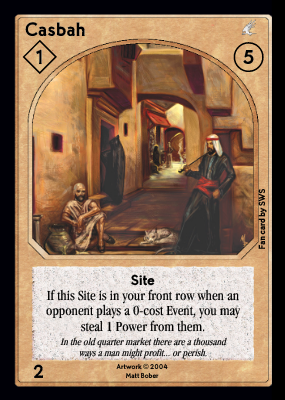 Casbah
1
5
Fan card by SWS
Site
If this Site is in your front row when an
opponent plays a 0-cost Event, you may
steal 1 Power from them.
In the old quarter market there are a thousand
ways a man might profit... or perish.
2
Artwork © 2004
Matt Bober